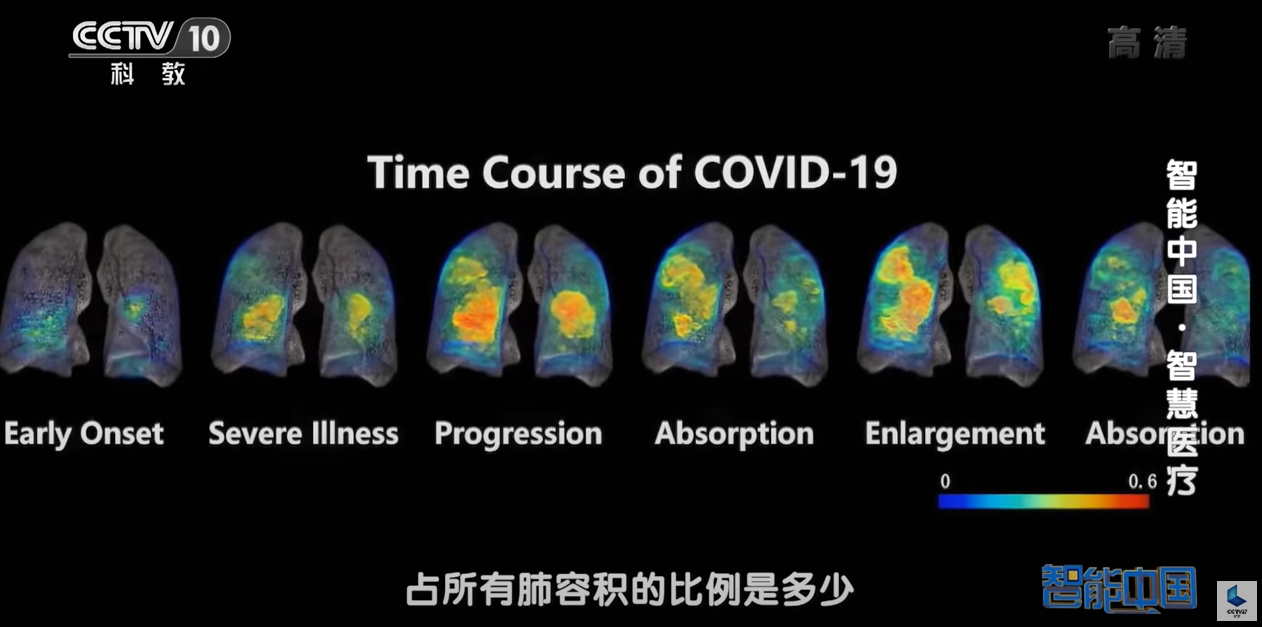 CCTV 10
科 教
高清
Time Course of COVID-19
智能中国·智慧医疗
Early Onset
Severe Illness
Progression
Absorption
Enlargement
Absorption
0
0.6
占所有肺容积的比例是多少
智能中国